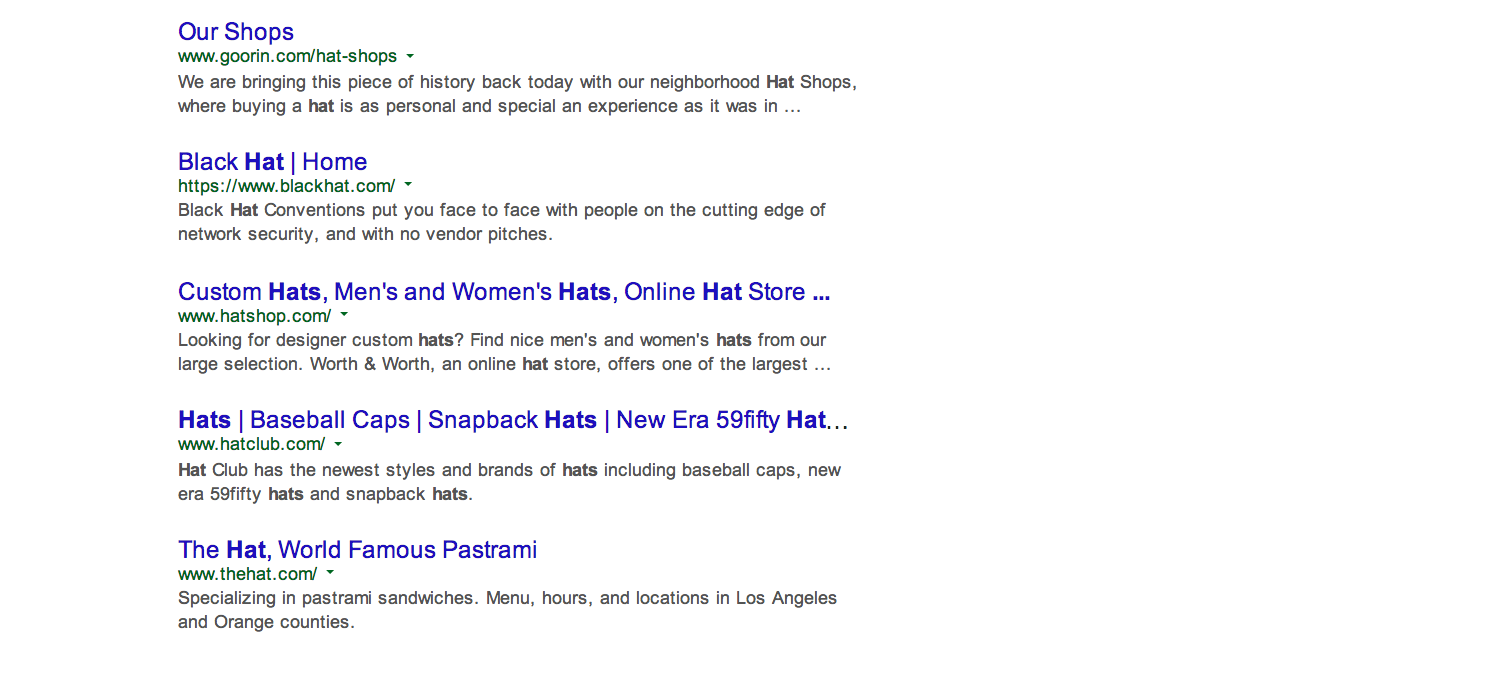 Our Shops
www.goorin.com/hat-shops
We are bringing this piece of history back today with our neighborhood Hat Shops,
where buying a hat is as personal and special an experience as it was in ...
Black Hat | Home
https://www.blackhat.com/
Black Hat Conventions put you face to face with people on the cutting edge of
network security, and with no vendor pitches.
Custom Hats, Men's and Women's Hats, Online Hat Store ...
www.hatshop.com/
Looking for designer custom hats? Find nice men's and women's hats from our
large selection. Worth & Worth, an online hat store, offers one of the largest ...
Hats | Baseball Caps | Snapback Hats | New Era 59fifty Hat...
www.hatclub.com/
Hat Club has the newest styles and brands of hats including baseball caps, new
era 59fifty hats and snapback hats.
The Hat, World Famous Pastrami
www.thehat.com/
Specializing in pastrami sandwiches. Menu, hours, and locations in Los Angeles
and Orange counties.